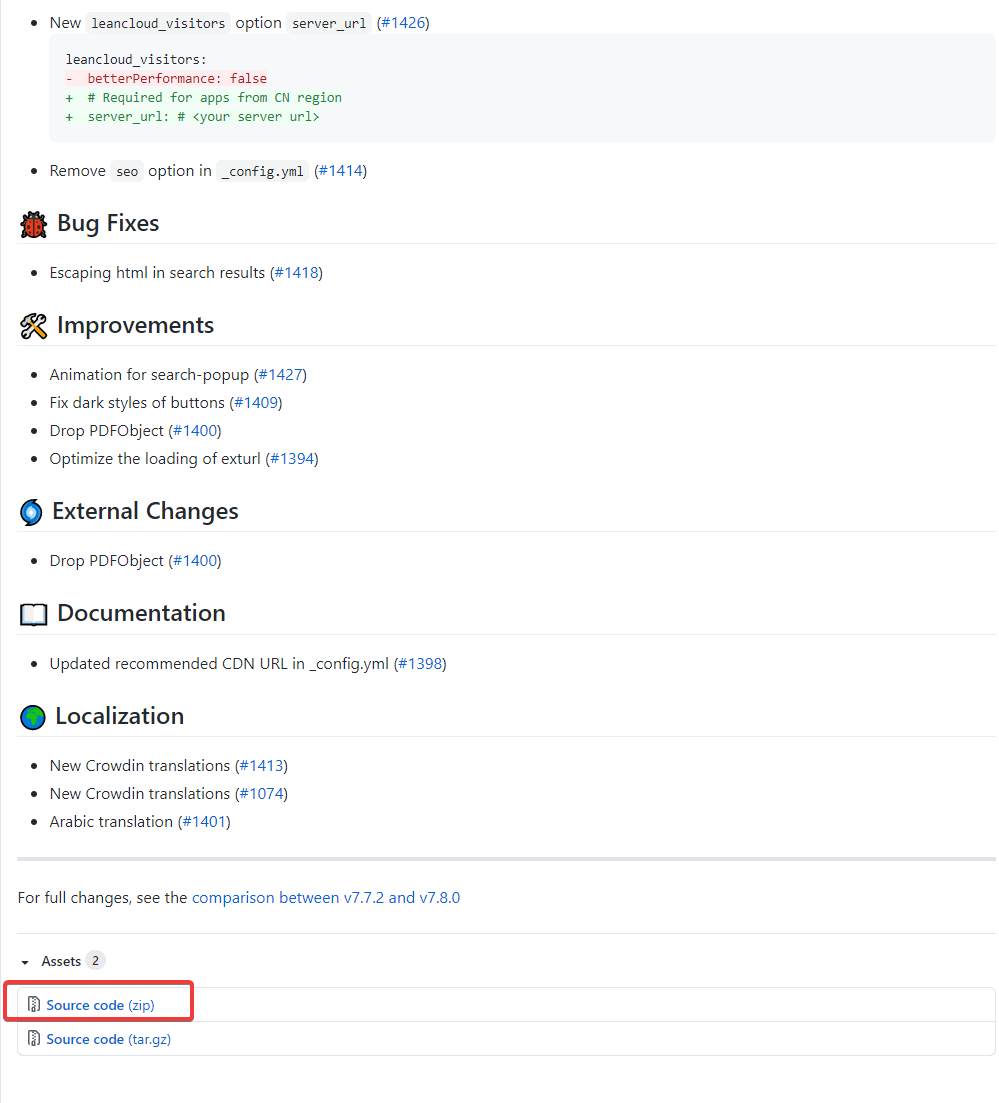 New leancloud_visitors option server_url (#1426)
leancloud_visitors:
-  betterPerformance: false
+  # Required for apps from CN region
+  server_url: # <your server url>
Remove seo option in _config.yml (#1414)
Bug Fixes
Escaping html in search results (#1418)
Improvements
Animation for search-popup (#1427)
Fix dark styles of buttons (#1409)
Drop PDFObject (#1400)
Optimize the loading of exturl (#1394)
External Changes
Drop PDFObject (#1400)
Documentation
Updated recommended CDN URL in _config.yml (#1398)
Localization
New Crowdin translations (#1413)
New Crowdin translations (#1074)
Arabic translation (#1401)
For full changes, see the comparison between v7.7.2 and v7.8.0
Assets 2
Source code (zip)
Source code (tar.gz)